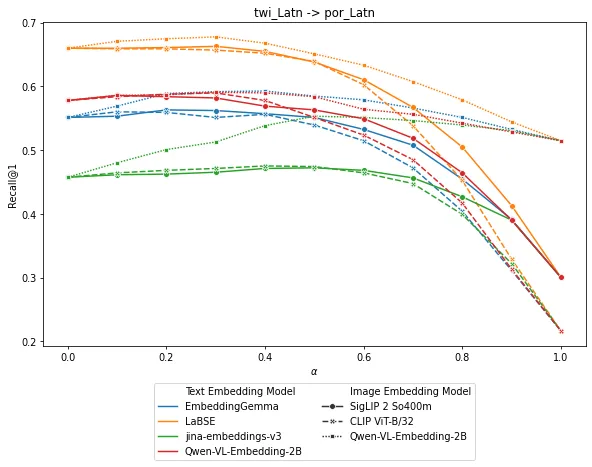 twi_Latn -> por_Latn
0.7
0.6
0.5
0.4
0.3
0.2
Recall@1
0.0 0.2 0.4 0.6 0.8 1.0
α
Text Embedding Model Image Embedding Model
EmbeddingGemma SigLIP 2 So400m
LaBSE CLIP ViT-B/32
jina-embeddings-v3 Qwen-VL-Embedding-2B
Qwen-VL-Embedding-2B